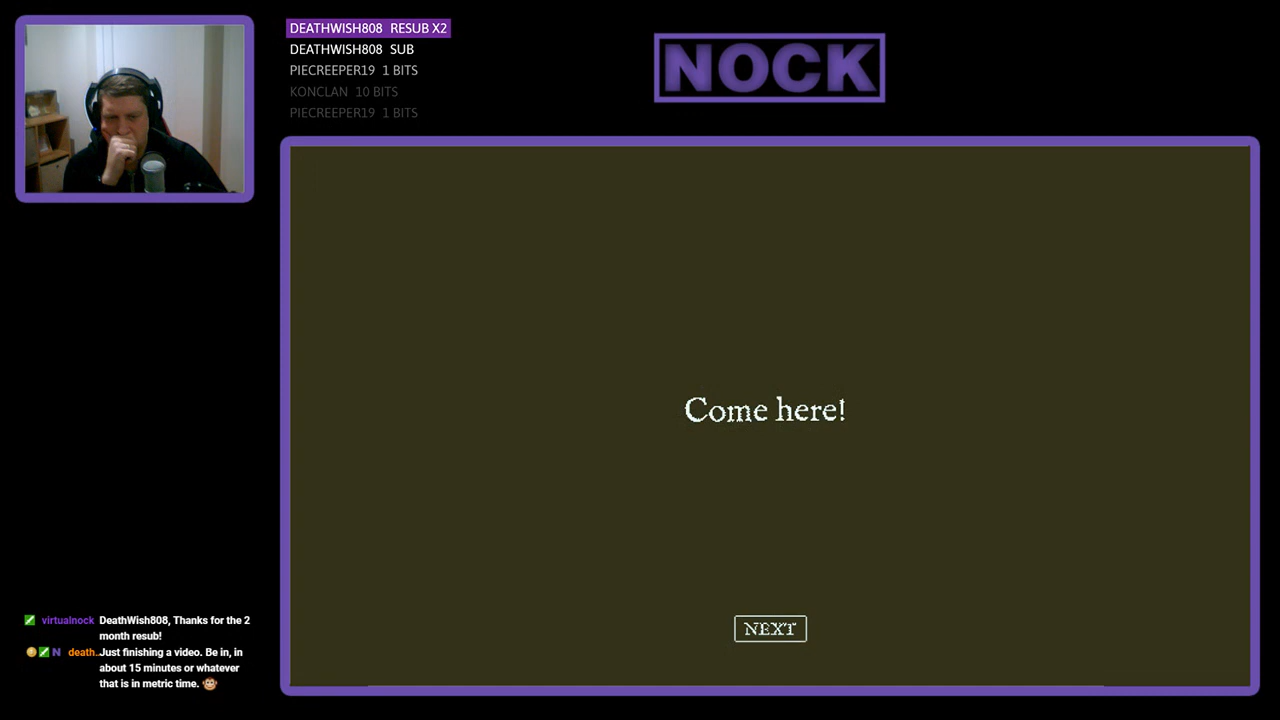 DEATHWISH808 RESUB X2
DEATHWISH808 SUB
PIECREEPER19 1 BITS
KONCLAN 10 BITS
PIECREEPER19 1 BITS
NOCK
Come here!
NEXT
virtualnock DeathWish808, Thanks for the 2
month resub!
N death.. Just finishing a video. Be in, in
about 15 minutes or whatever
that is in metric time.